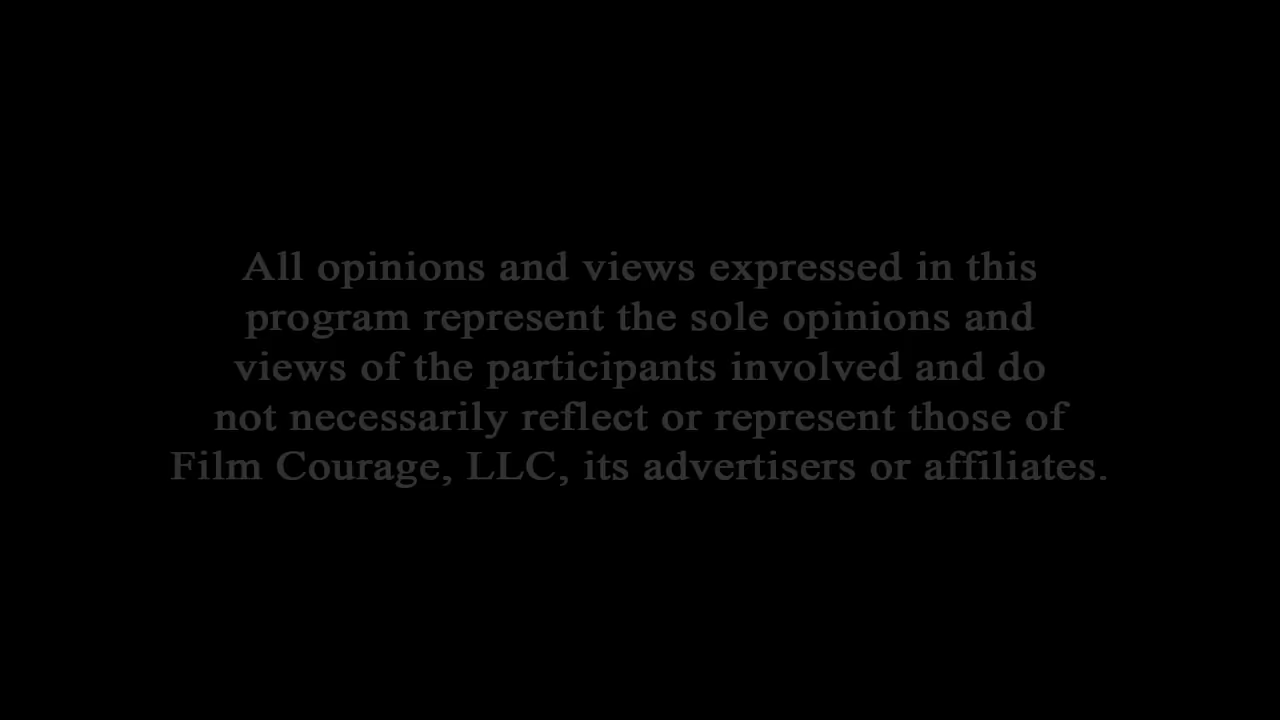 All opinions and views expressed in this
program represent the sole opinions and
views of the participants involved and do
not necessarily reflect or represent those of
Film Courage, LLC, its advertisers or affiliates.